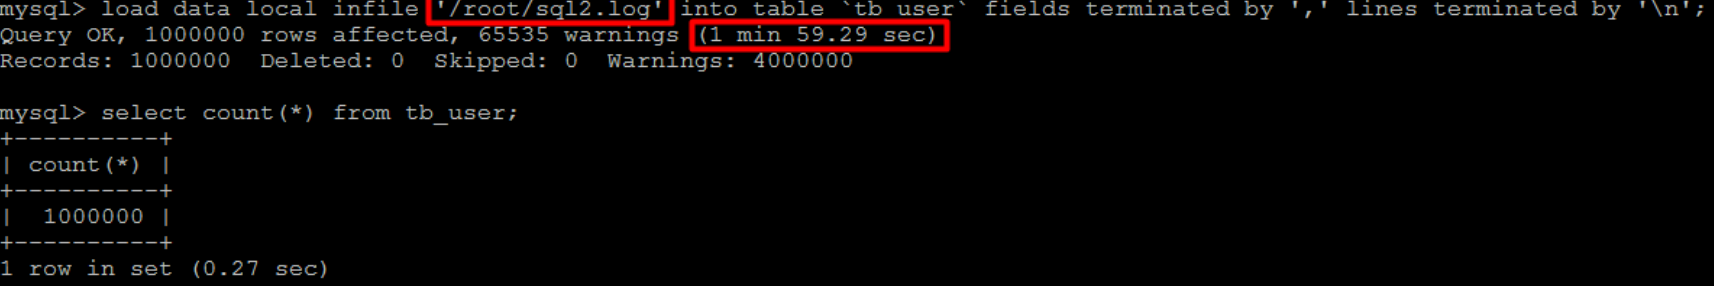 mysql> load data local infile '/root/sql2.log' into table `tb_user` fields terminated by ',' lines terminated by '\n';
Query OK, 1000000 rows affected, 65535 warnings (1 min 59.29 sec)
Records: 1000000  Deleted: 0  Skipped: 0  Warnings: 4000000
mysql> select count(*) from tb_user;
+----------+
| count(*) |
+----------+
|  1000000 |
+----------+
1 row in set (0.27 sec)